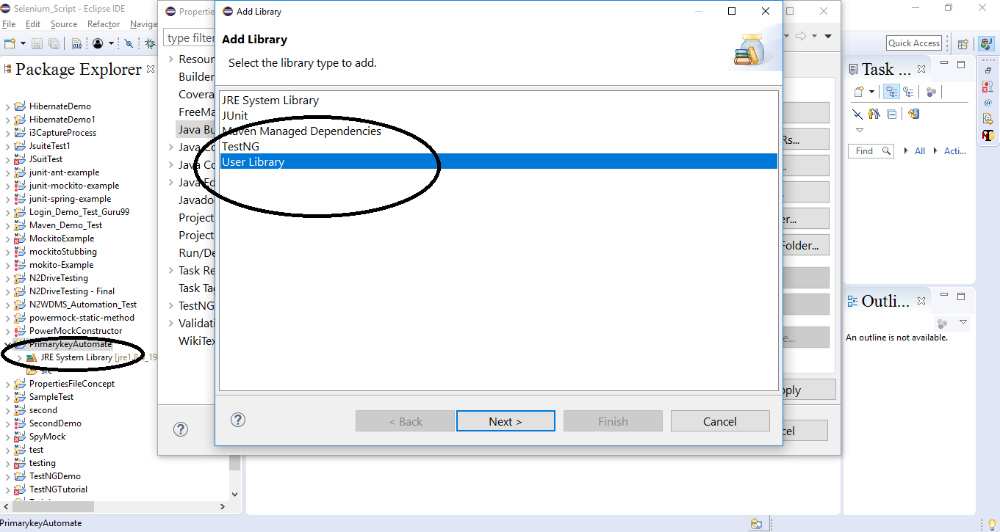 Selenium_Script - Eclipse IDE
File Edit Source Refactor Naviga
Package Explorer
HibernateDemo
HibernateDemo1
i3CaptureProcess
JsuiteTest1
JSuitTest
junit-ant-example
junit-mockito-example
junit-spring-example
Login_Demo_Test_Guru99
Maven_Demo_Test
MockitoExample
mockitoStubbing
mokito-Example
N2DriveTesting
N2DriveTesting - Final
N2WDMS_Automation_Test
powermock-static-method
PowerMockConstructor
PrimarykeyAutomate
JRE System Library [jre1.8.0_19
src
PropertiesFileConcept
SampleTest
second
SecondDemo
SpyMock
test
testing
TestNGDemo
TestNGTutorial
PrimarykeyAutomate
Propertie
type filter
Resour
Builder
Covera
FreeMa
Java Bu
Java Co
Java Co
Java Ed
Javado
Project
Project
Run/De
Task Re
Task Tag
TestNG
Validati
WikiTex
Add Library
Add Library
Select the library type to add.
JRE System Library
JUnit
Maven Managed Dependencies
TestNG
User Library
< Back Next > Finish Cancel
Rs...
er...
Folder...
e...
pply
cel
Quick Access
Task ...
Find All Acti...
Outli...
An outline is not available.